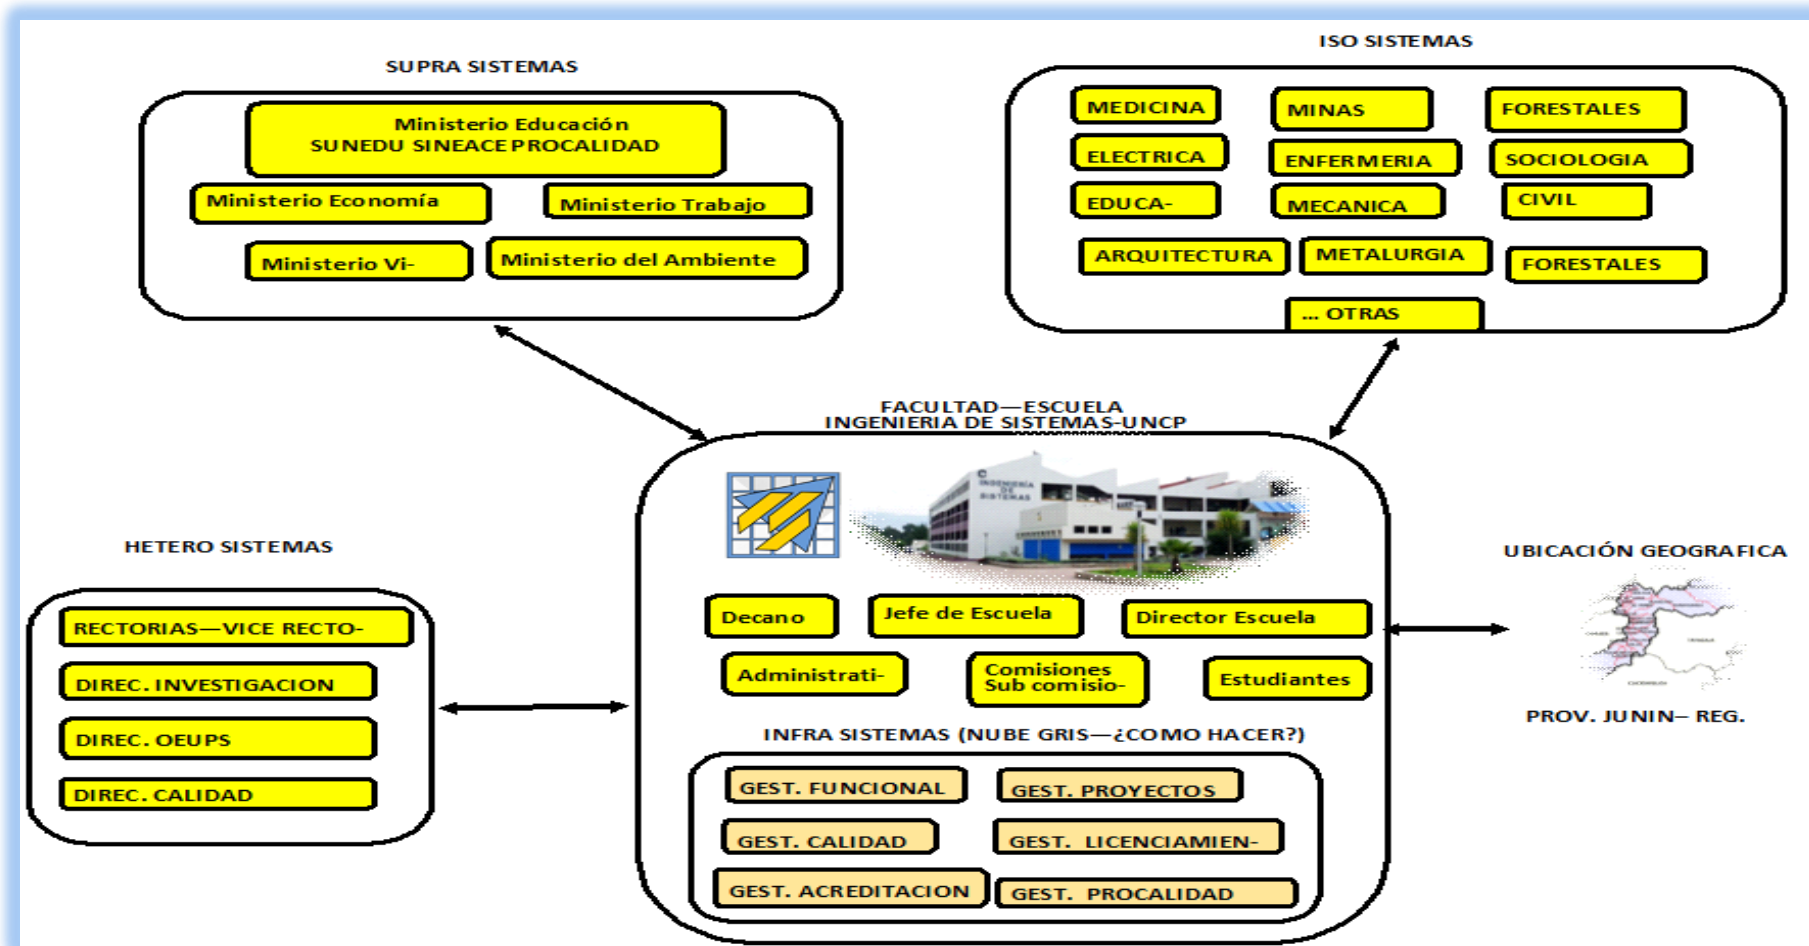 SUPRA SISTEMAS
Ministerio Educación
SUNEDU SINEACE PROCALIDAD
Ministerio Economía
Ministerio Trabajo
Ministerio Vi-
Ministerio del Ambiente
ISO SISTEMAS
MEDICINA
MINAS
FORESTALES
ELECTRICA
ENFERMERIA
SOCIOLOGIA
EDUCA-
MECANICA
CIVIL
ARQUITECTURA
METALURGIA
FORESTALES
... OTRAS
FACULTAD—ESCUELA
INGENIERIA DE SISTEMAS-UNCP
INGENIERÍA
DE
SISTEMAS
Decano
Jefe de Escuela
Director Escuela
Administrati-
Comisiones
Sub comisio-
Estudiantes
INFRA SISTEMAS (NUBE GRIS—¿COMO HACER?)
GEST. FUNCIONAL
GEST. PROYECTOS
GEST. CALIDAD
GEST. LICENCIAMIEN-
GEST. ACREDITACION
GEST. PROCALIDAD
HETERO SISTEMAS
RECTORIAS—VICE RECTO-
DIREC. INVESTIGACION
DIREC. OEUPS
DIREC. CALIDAD
UBICACIÓN GEOGRAFICA
PROV. JUNIN– REG.